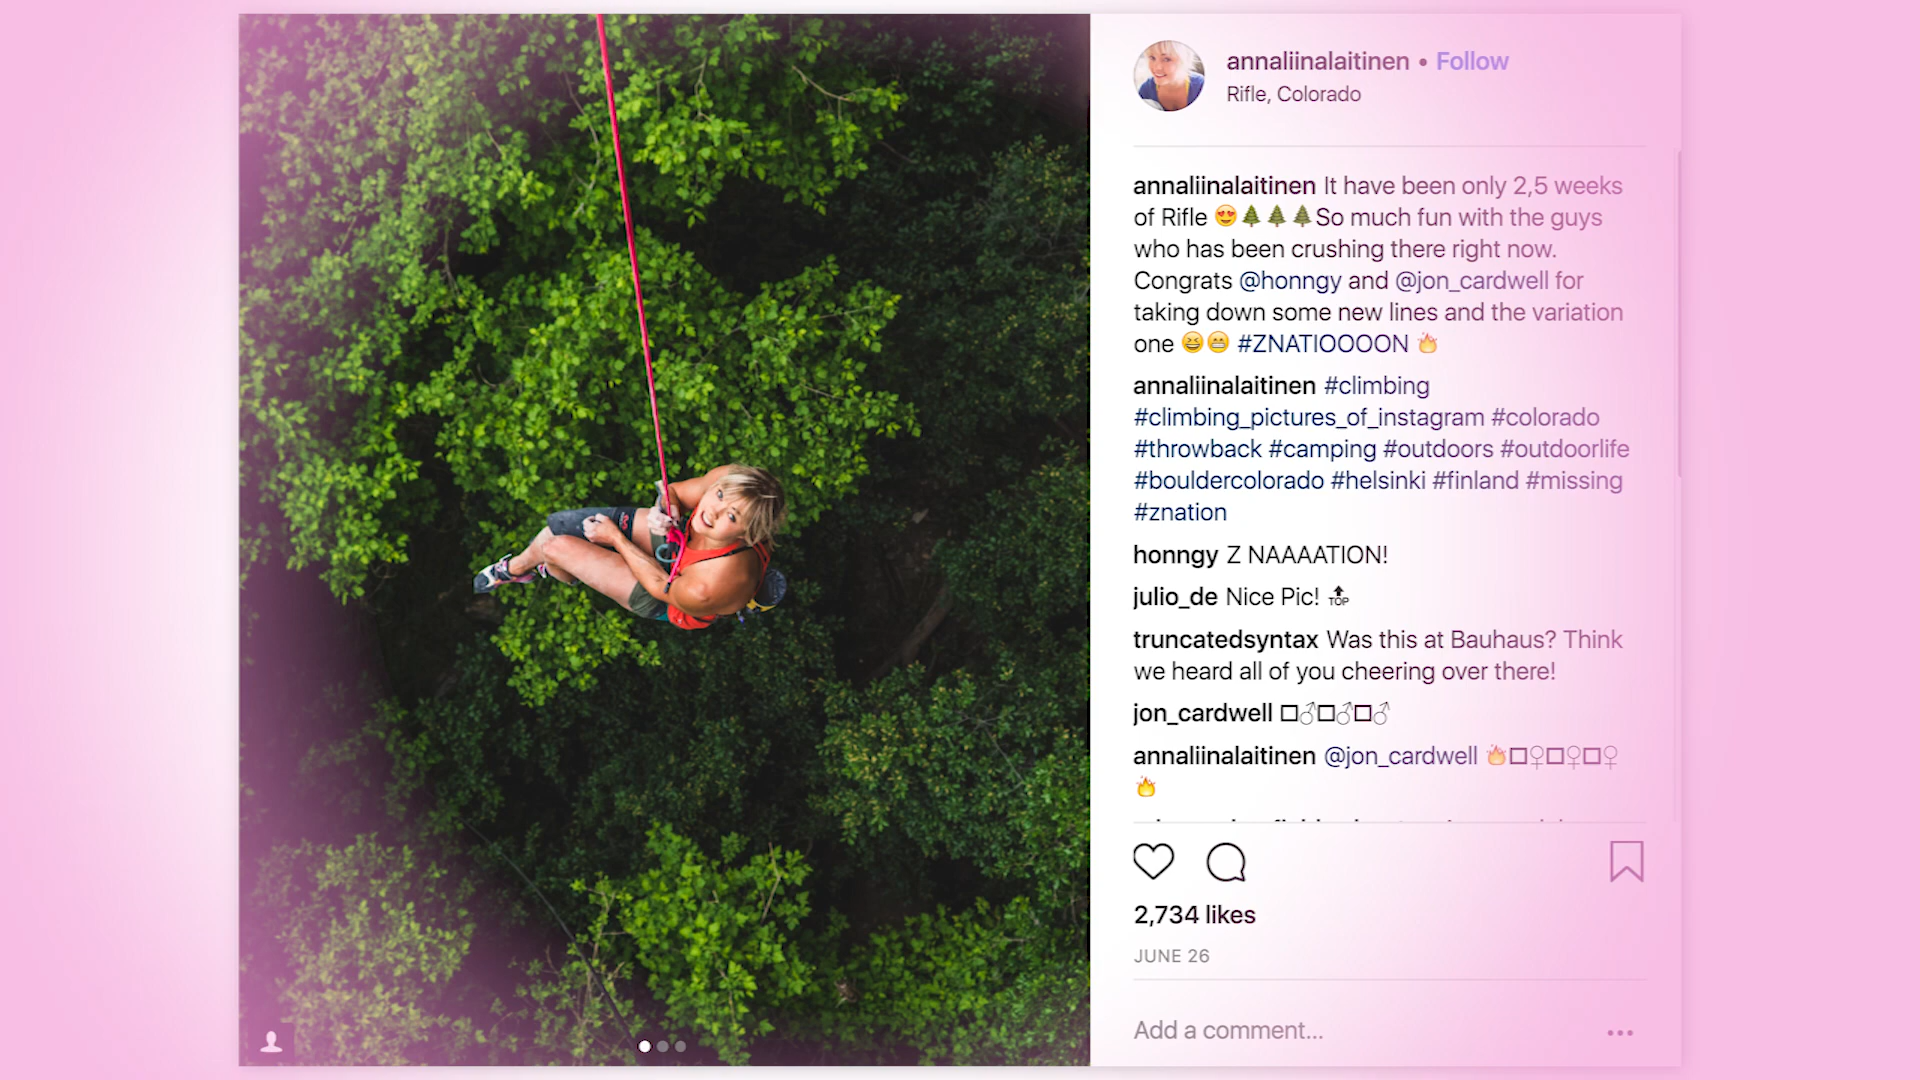 annaliinalaitinen • Follow
Rifle, Colorado
annaliinalaitinen It have been only 2,5 weeks
of Rifle 😍🌲🌲🌲So much fun with the guys
who has been crushing there right now.
Congrats @honngy and @jon_cardwell for
taking down some new lines and the variation
one 😆😁 #ZNATIOOOON 🔥
annaliinalaitinen #climbing
#climbing_pictures_of_instagram #colorado
#throwback #camping #outdoors #outdoorlife
#bouldercolorado #helsinki #finland #missing
#znation
honngy Z NAAAATION!
julio_de Nice Pic! 🔝
truncatedsyntax Was this at Bauhaus? Think
we heard all of you cheering over there!
jon_cardwell □♂□♂□♂
annaliinalaitinen @jon_cardwell 🔥□♀□♀□♀
🔥
2,734 likes
JUNE 26
Add a comment...